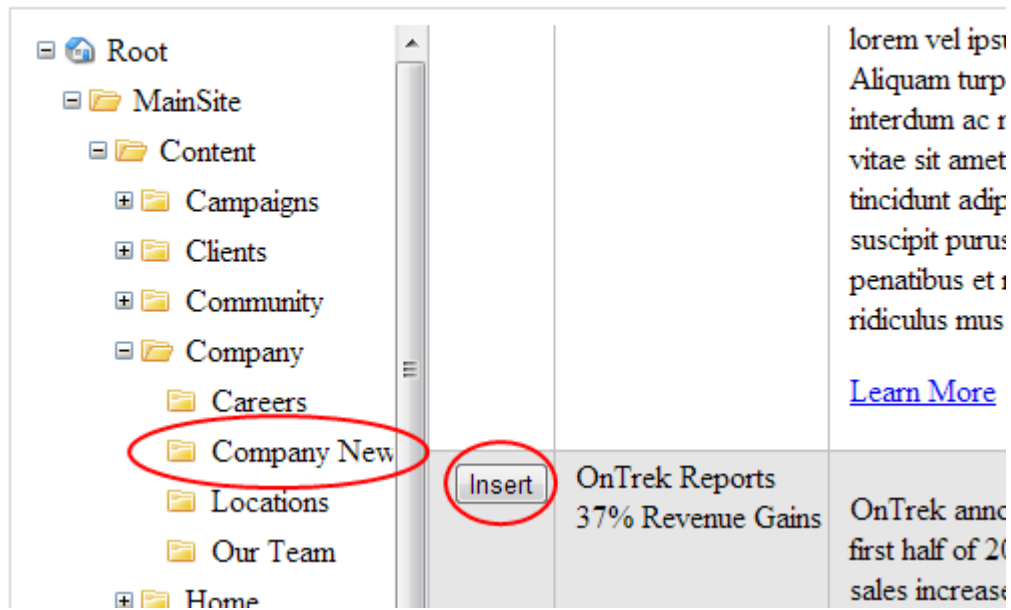 Root
MainSite
Content
Campaigns
Clients
Community
Company
Careers
Company New
Locations
Our Team
Home
Insert
OnTrek Reports
37% Revenue Gains
lorem vel ips
Aliquam turp
interdum ac
vitae sit amet
tincidunt adip
suscipit purus
penatibus et
ridiculus mus
Learn More
OnTrek anno
first half of 20
sales increase